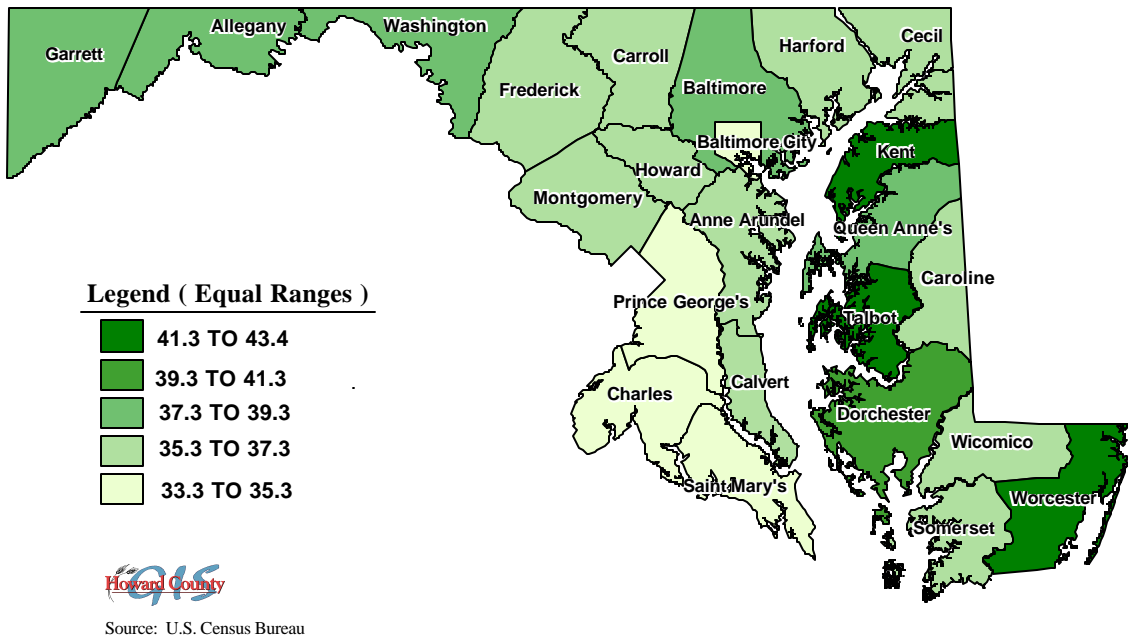 Garrett
Allegany
Washington
Frederick
Carroll
Baltimore
Harford
Cecil
Baltimore City
Howard
Montgomery
Anne Arundel
Kent
Queen Anne's
Caroline
Talbot
Prince George's
Charles
Calvert
Saint Mary's
Dorchester
Wicomico
Worcester
Somerset
Legend ( Equal Ranges )
41.3 TO 43.4
39.3 TO 41.3
37.3 TO 39.3
35.3 TO 37.3
33.3 TO 35.3
Howard County
GIS
Source: U.S. Census Bureau